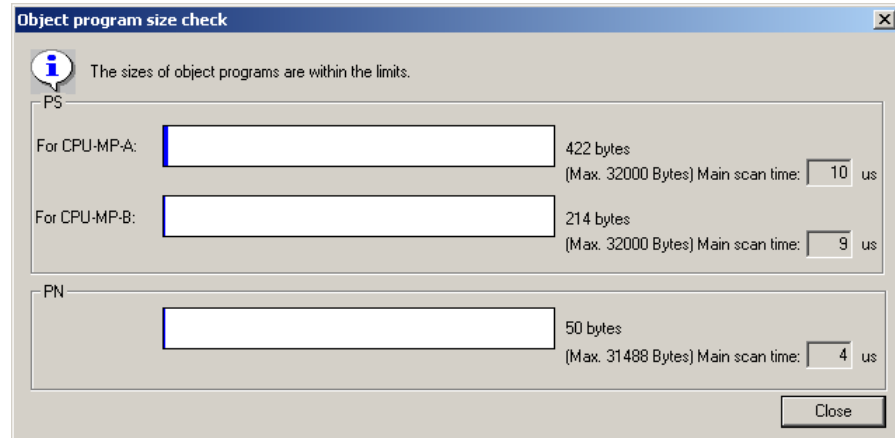 Object program size check
The sizes of object programs are within the limits.
PS
For CPU-MP-A:
422 bytes
(Max. 32000 Bytes) Main scan time: 10 us
For CPU-MP-B:
214 bytes
(Max. 32000 Bytes) Main scan time: 9 us
PN
50 bytes
(Max. 31488 Bytes) Main scan time: 4 us
Close